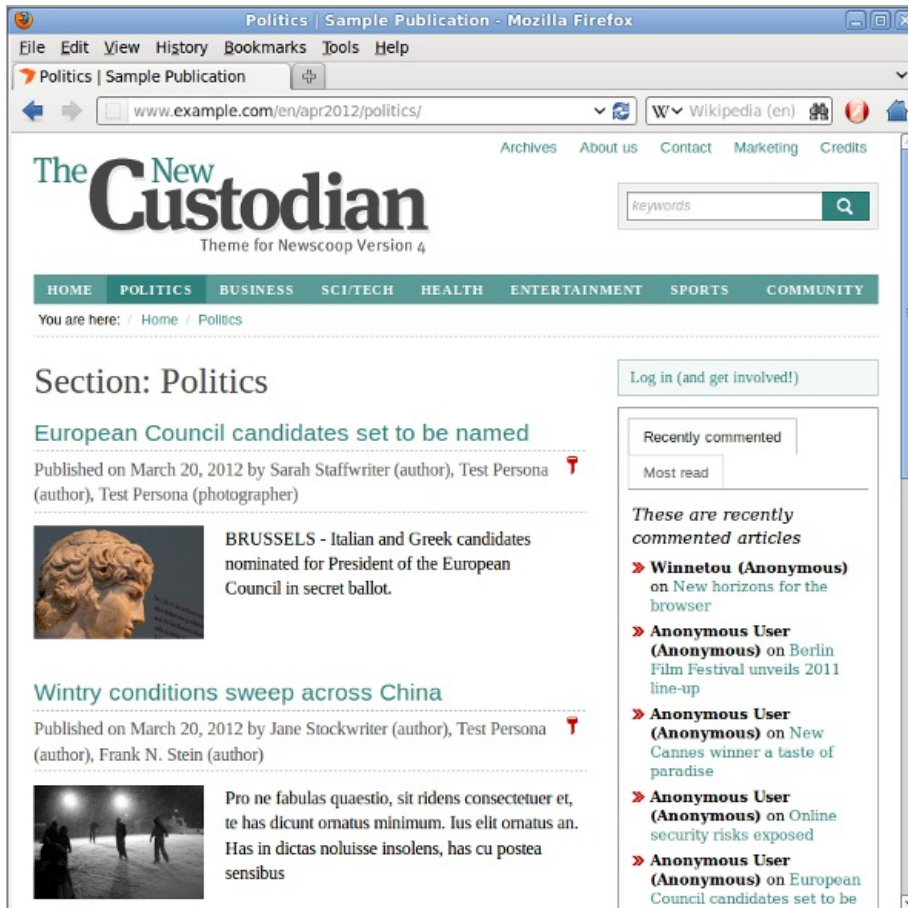 Politics | Sample Publication - Mozilla Firefox
File Edit View History Bookmarks Tools Help
Politics | Sample Publication
www.example.com/en/apr2012/politics/
W Wikipedia (en)
Archives About us Contact Marketing Credits
The New
Custodian
Theme for Newscoop Version 4
keywords
HOME POLITICS BUSINESS SCI/TECH HEALTH ENTERTAINMENT SPORTS COMMUNITY
You are here: / Home / Politics
Section: Politics
European Council candidates set to be named
Published on March 20, 2012 by Sarah Staffwriter (author), Test Persona
(author), Test Persona (photographer)
BRUSSELS - Italian and Greek candidates
nominated for President of the European
Council in secret ballot.
Wintry conditions sweep across China
Published on March 20, 2012 by Jane Stockwriter (author), Test Persona
(author), Frank N. Stein (author)
Pro ne fabulas quaestio, sit ridens consectetuer et,
te has dicunt ornatus minimum. Ius elit ornatus an.
Has in dictas noluisse insolens, has cu postea
sensibus
Log in (and get involved!)
Recently commented
Most read
These are recently
commented articles
Winnetou (Anonymous)
on New horizons for the
browser
Anonymous User
(Anonymous) on Berlin
Film Festival unveils 2011
line-up
Anonymous User
(Anonymous) on New
Cannes winner a taste of
paradise
Anonymous User
(Anonymous) on Online
security risks exposed
Anonymous User
(Anonymous) on European
Council candidates set to be